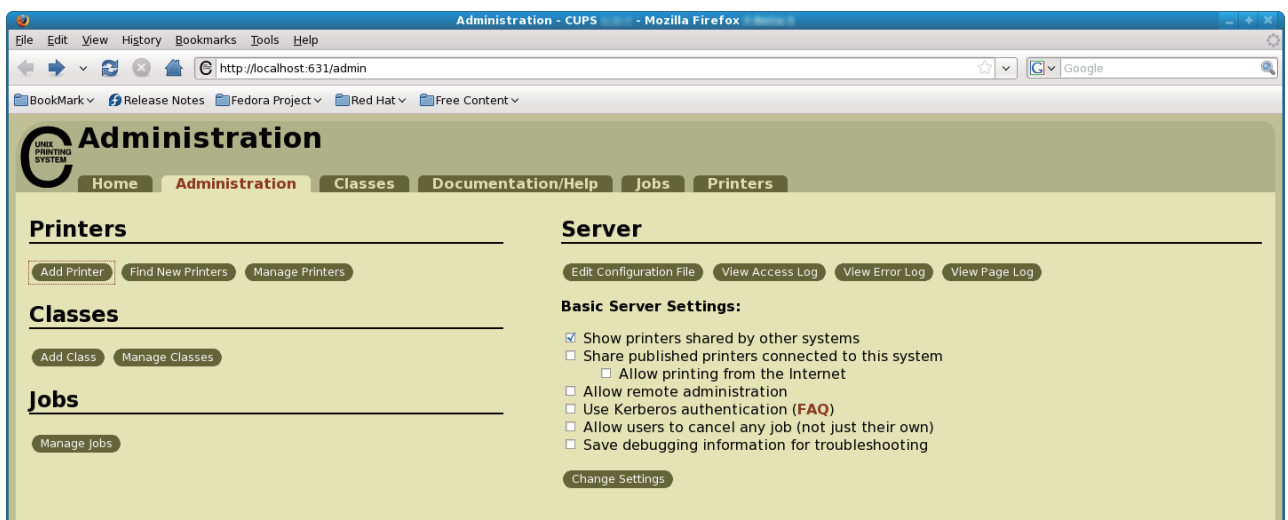 Administration - CUPS - Mozilla Firefox
File Edit View History Bookmarks Tools Help
http://localhost:631/admin
Google
BookMark Release Notes Fedora Project Red Hat Free Content
UNIX
PRINTING
SYSTEM
Administration
Home Administration Classes Documentation/Help Jobs Printers
Printers
Add Printer Find New Printers Manage Printers
Classes
Add Class Manage Classes
Jobs
Manage Jobs
Server
Edit Configuration File View Access Log View Error Log View Page Log
Basic Server Settings:
Show printers shared by other systems
Share published printers connected to this system
Allow printing from the Internet
Allow remote administration
Use Kerberos authentication (FAQ)
Allow users to cancel any job (not just their own)
Save debugging information for troubleshooting
Change Settings